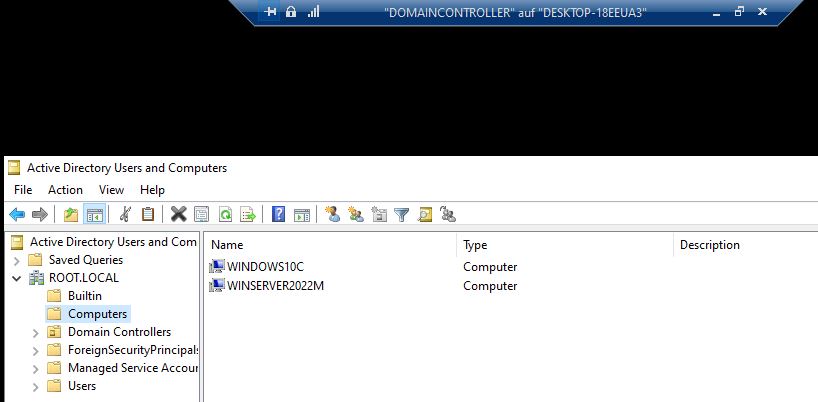 "DOMAINCONTROLLER" auf "DESKTOP-18EEUA3"
Active Directory Users and Computers
File Action View Help
Active Directory Users and Com
Saved Queries
ROOT.LOCAL
Builtin
Computers
Domain Controllers
ForeignSecurityPrincipals
Managed Service Accour
Users
Name Type Description
WINDOWS10C Computer
WINSERVER2022M Computer